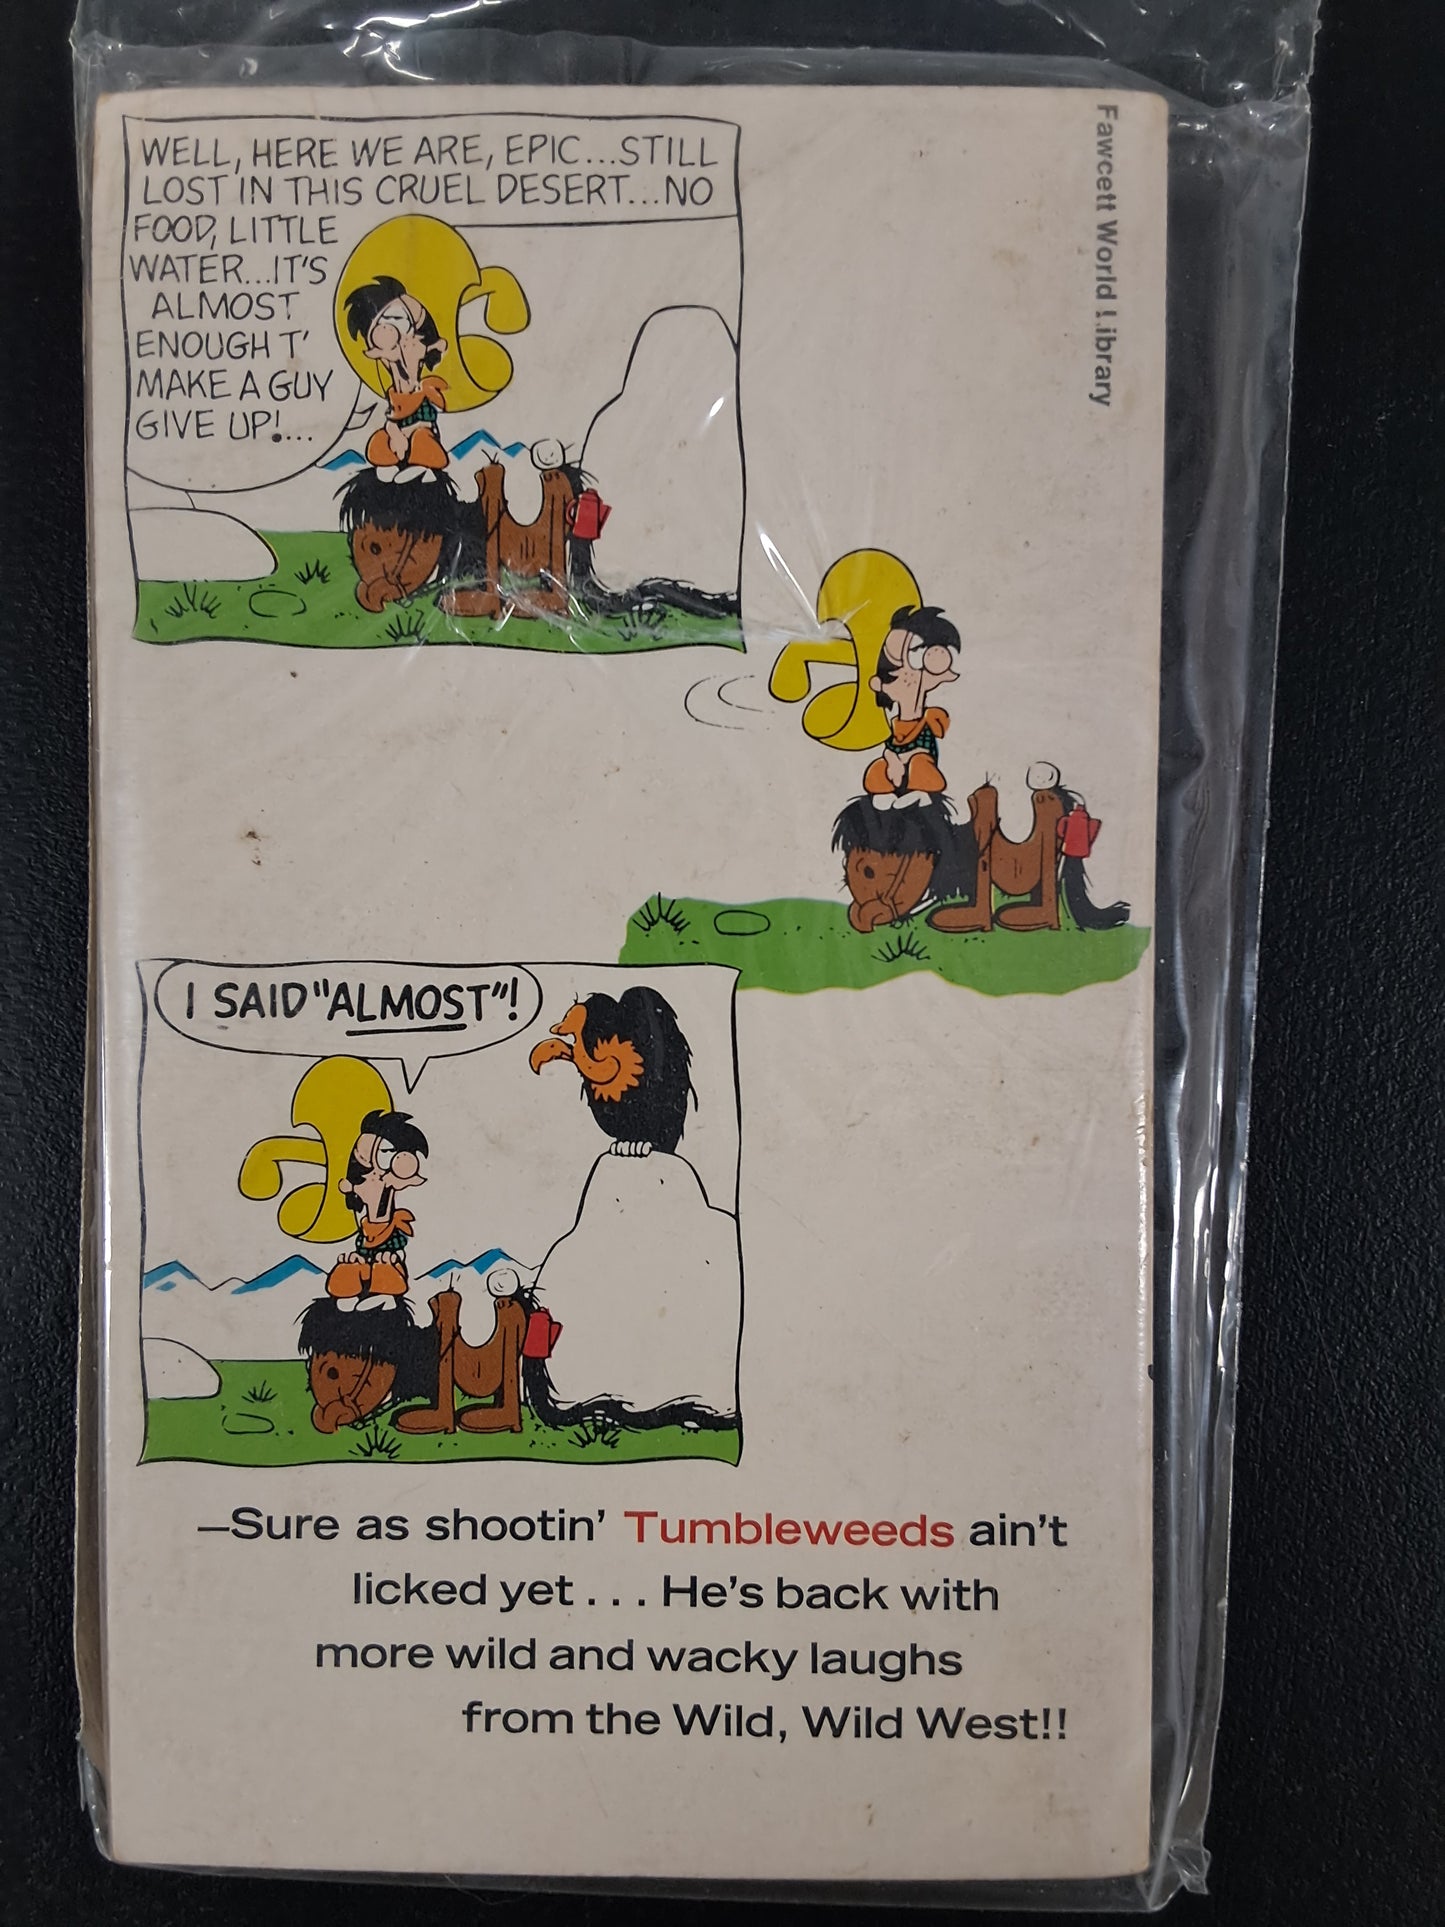 Fawcett World Library
WELL, HERE WE ARE, EPIC...STILL
LOST IN THIS CRUEL DESERT...NO
FOOD, LITTLE
WATER...IT'S
ALMOST
ENOUGH T'
MAKE A GUY
GIVE UP!...
I SAID "ALMOST"!
—Sure as shootin' Tumbleweeds ain't
licked yet . . . He's back with
more wild and wacky laughs
from the Wild, Wild West!!